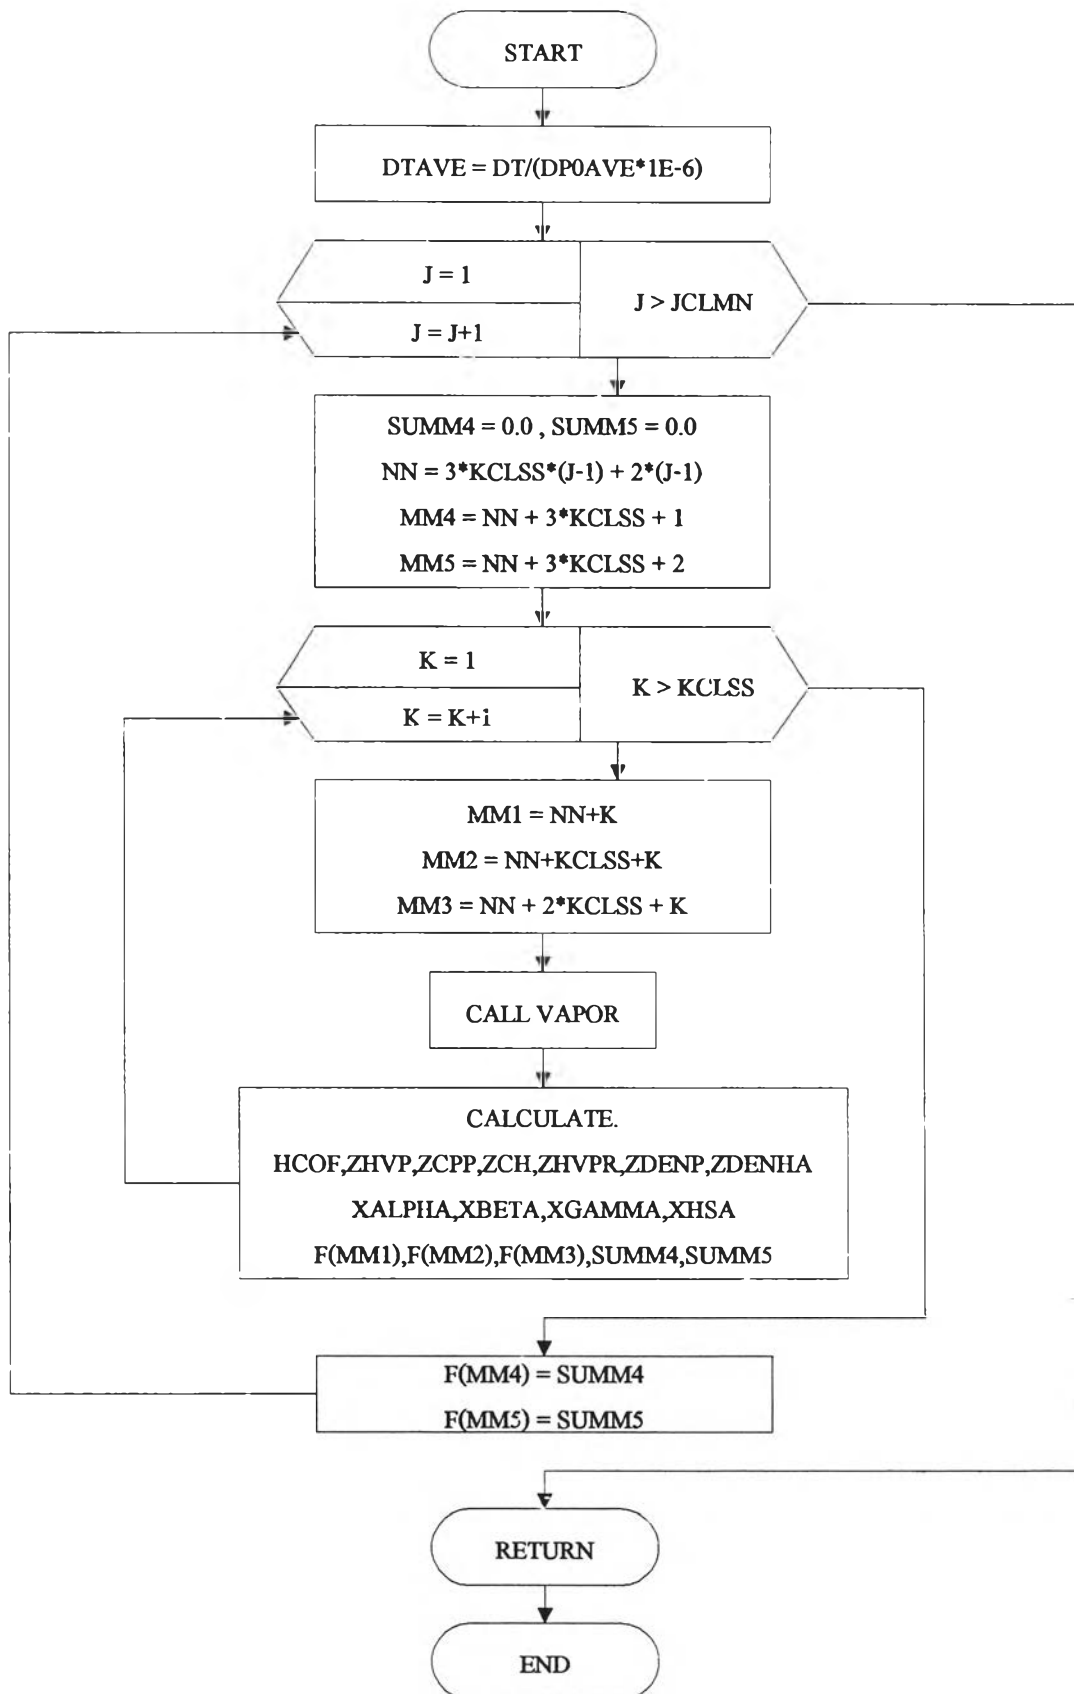 START
DTAVE = DT/(DP0AVE*1E-6)
J = 1
J > JCLMN
J = J+1
SUMM4 = 0.0 , SUMM5 = 0.0
NN = 3*KCLSS*(J-1) + 2*(J-1)
MM4 = NN + 3*KCLSS + 1
MM5 = NN + 3*KCLSS + 2
K = 1
K > KCLSS
K = K+i
MM1 = NN+K
MM2 = NN+KCLSS+K
MM3 = NN + 2*KCLSS + K
CALL VAPOR
CALCULATE.
HCOF,ZHVP,ZCPP,ZCH,ZHVPR,ZDENP,ZDENHA
XALPHA,XBETA,XGAMMA,XHSA
F(MM1),F(MM2),F(MM3),SUMM4,SUMM5
F(MM4) = SUMM4
F(MM5) = SUMM5
RETURN
END